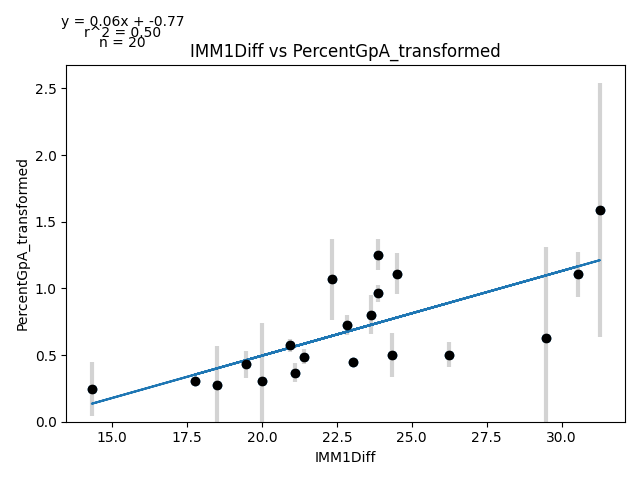 y = 0.06x + -0.77
r^2 = 0.50
n = 20
IMM1Diff vs PercentGpA_transformed
PercentGpA_transformed
2.5
2.0
1.5
1.0
0.5
0.0
15.0 17.5 20.0 22.5 25.0 27.5 30.0
IMM1Diff